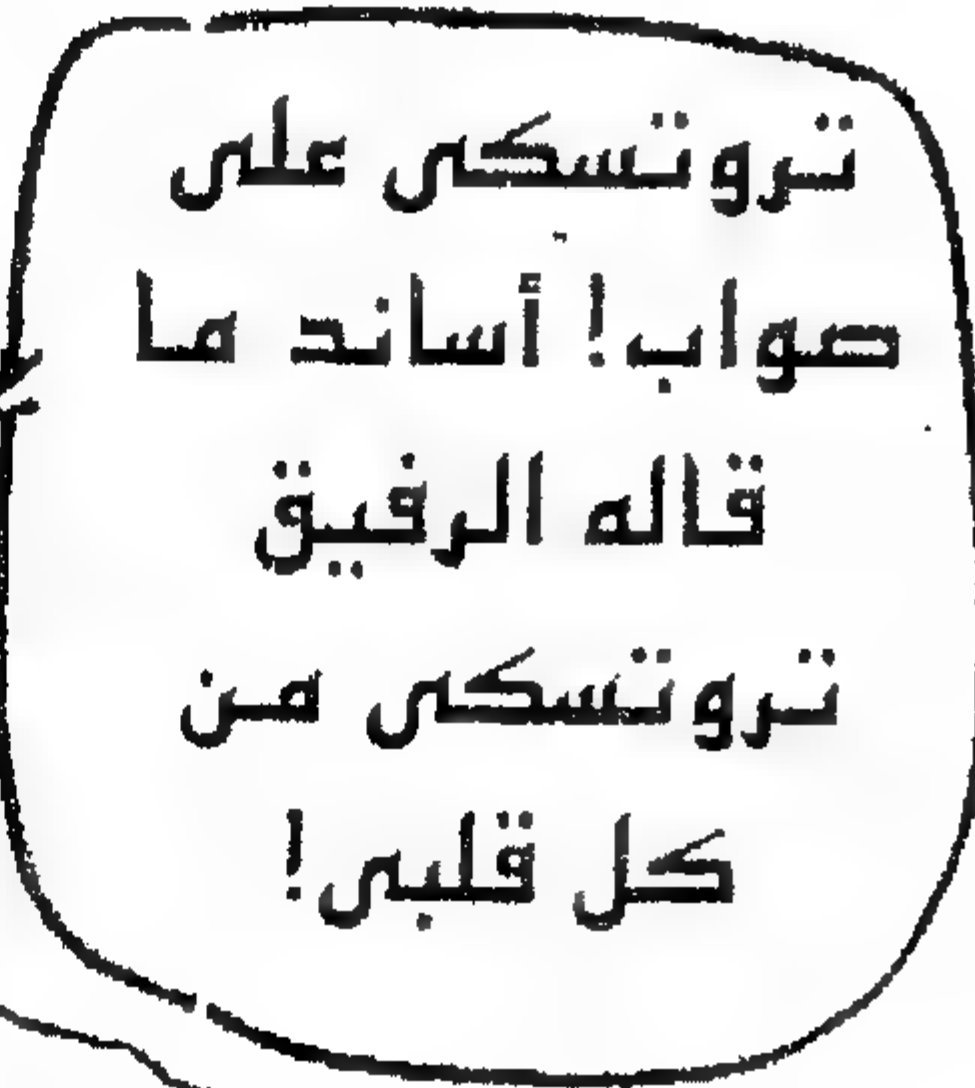 تروتسكى على
صواب! أساند ما
قاله الرفيق
تروتسكى من
كل قلبى!